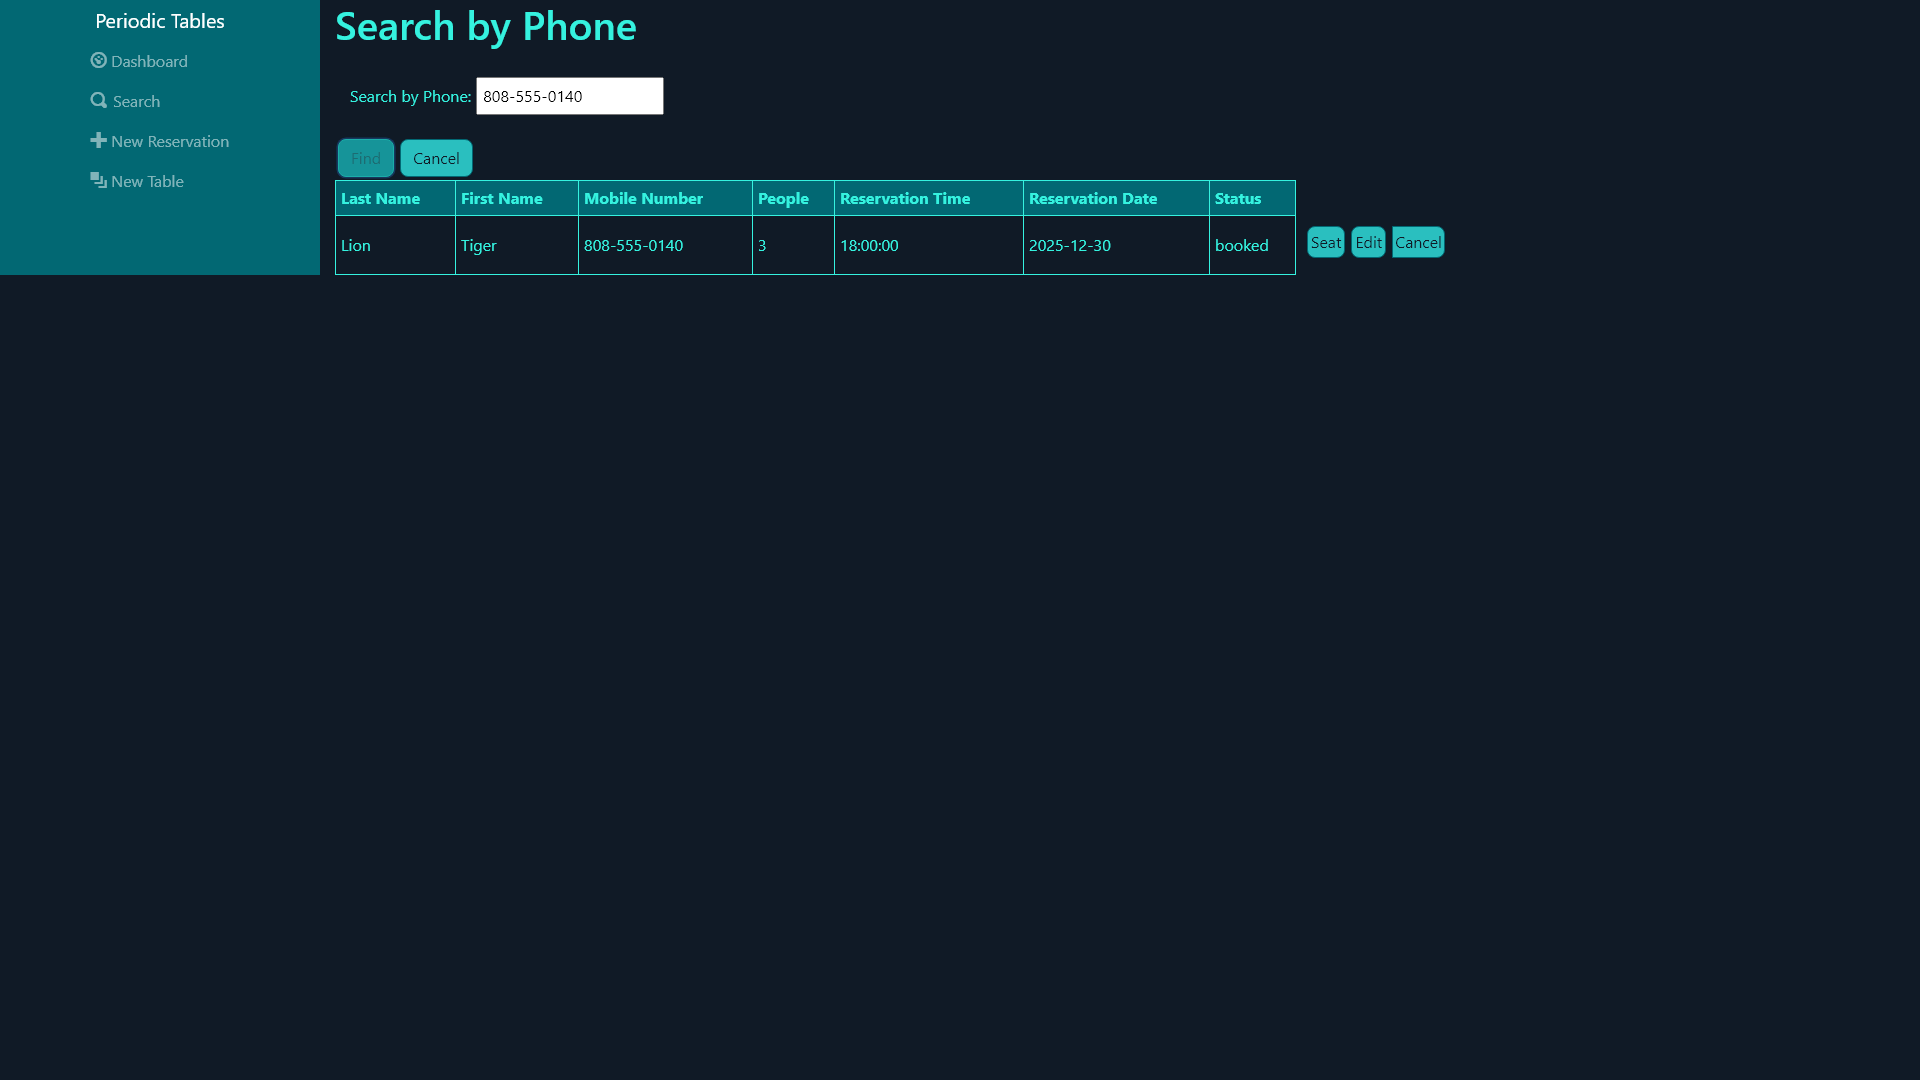 Periodic Tables
Dashboard
Search
New Reservation
New Table
Search by Phone
Search by Phone: 808-555-0140
Find Cancel
Last Name First Name Mobile Number People Reservation Time Reservation Date Status
Lion Tiger 808-555-0140 3 18:00:00 2025-12-30 booked Seat Edit Cancel